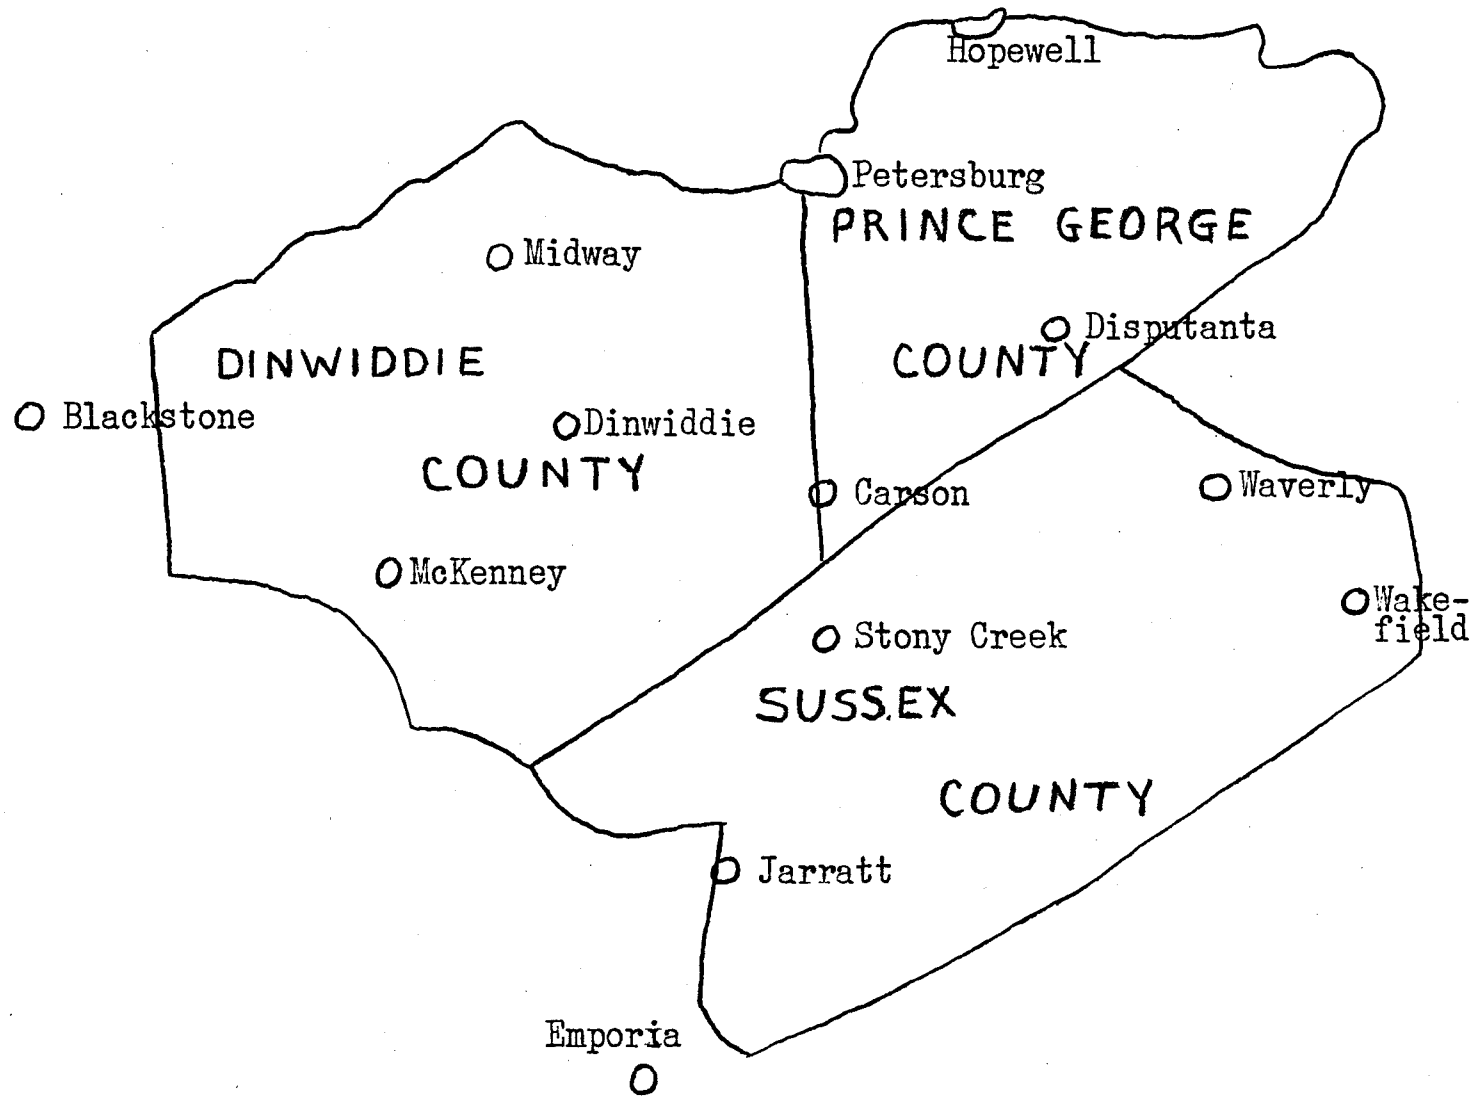 Hopewell
Petersburg
PRINCE GEORGE
Midway
Disputanta
COUNTY
DINWIDDIE
Blackstone
Dinwiddie
COUNTY
Carson
Waverly
McKenney
Wake-
field
Stony Creek
SUSSEX
COUNTY
Jarratt
Emporia